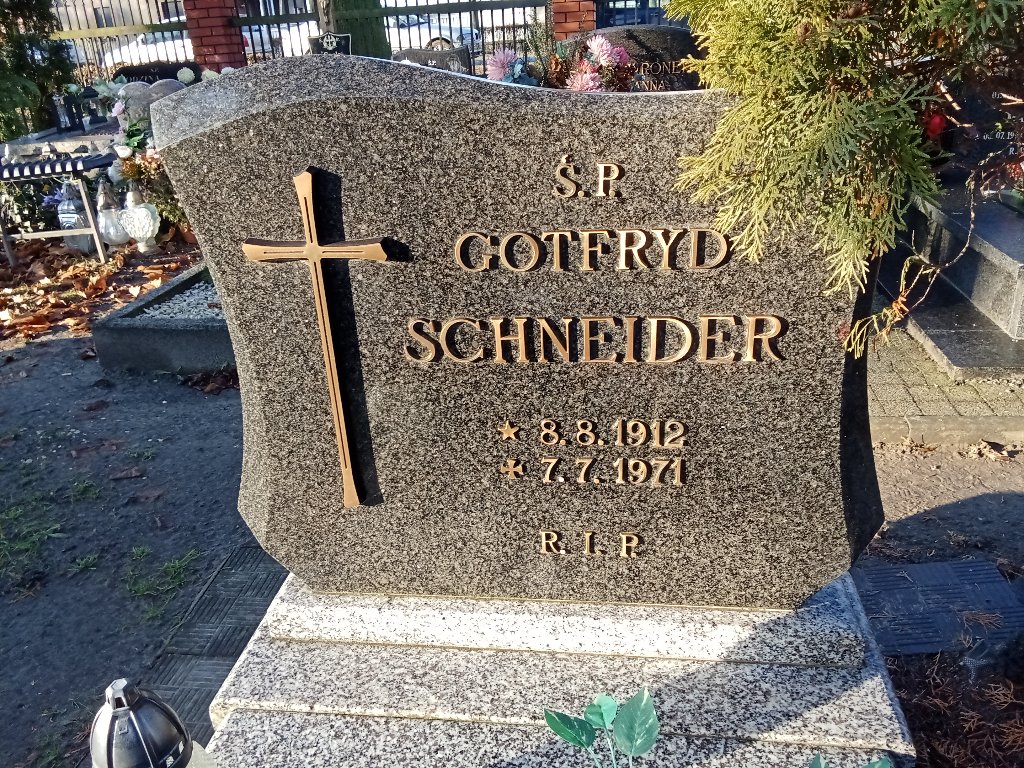 Ś. P.
GOTFRYD
SCHNEIDER
8. 8. 1912
7. 7. 1971
R. I. P.